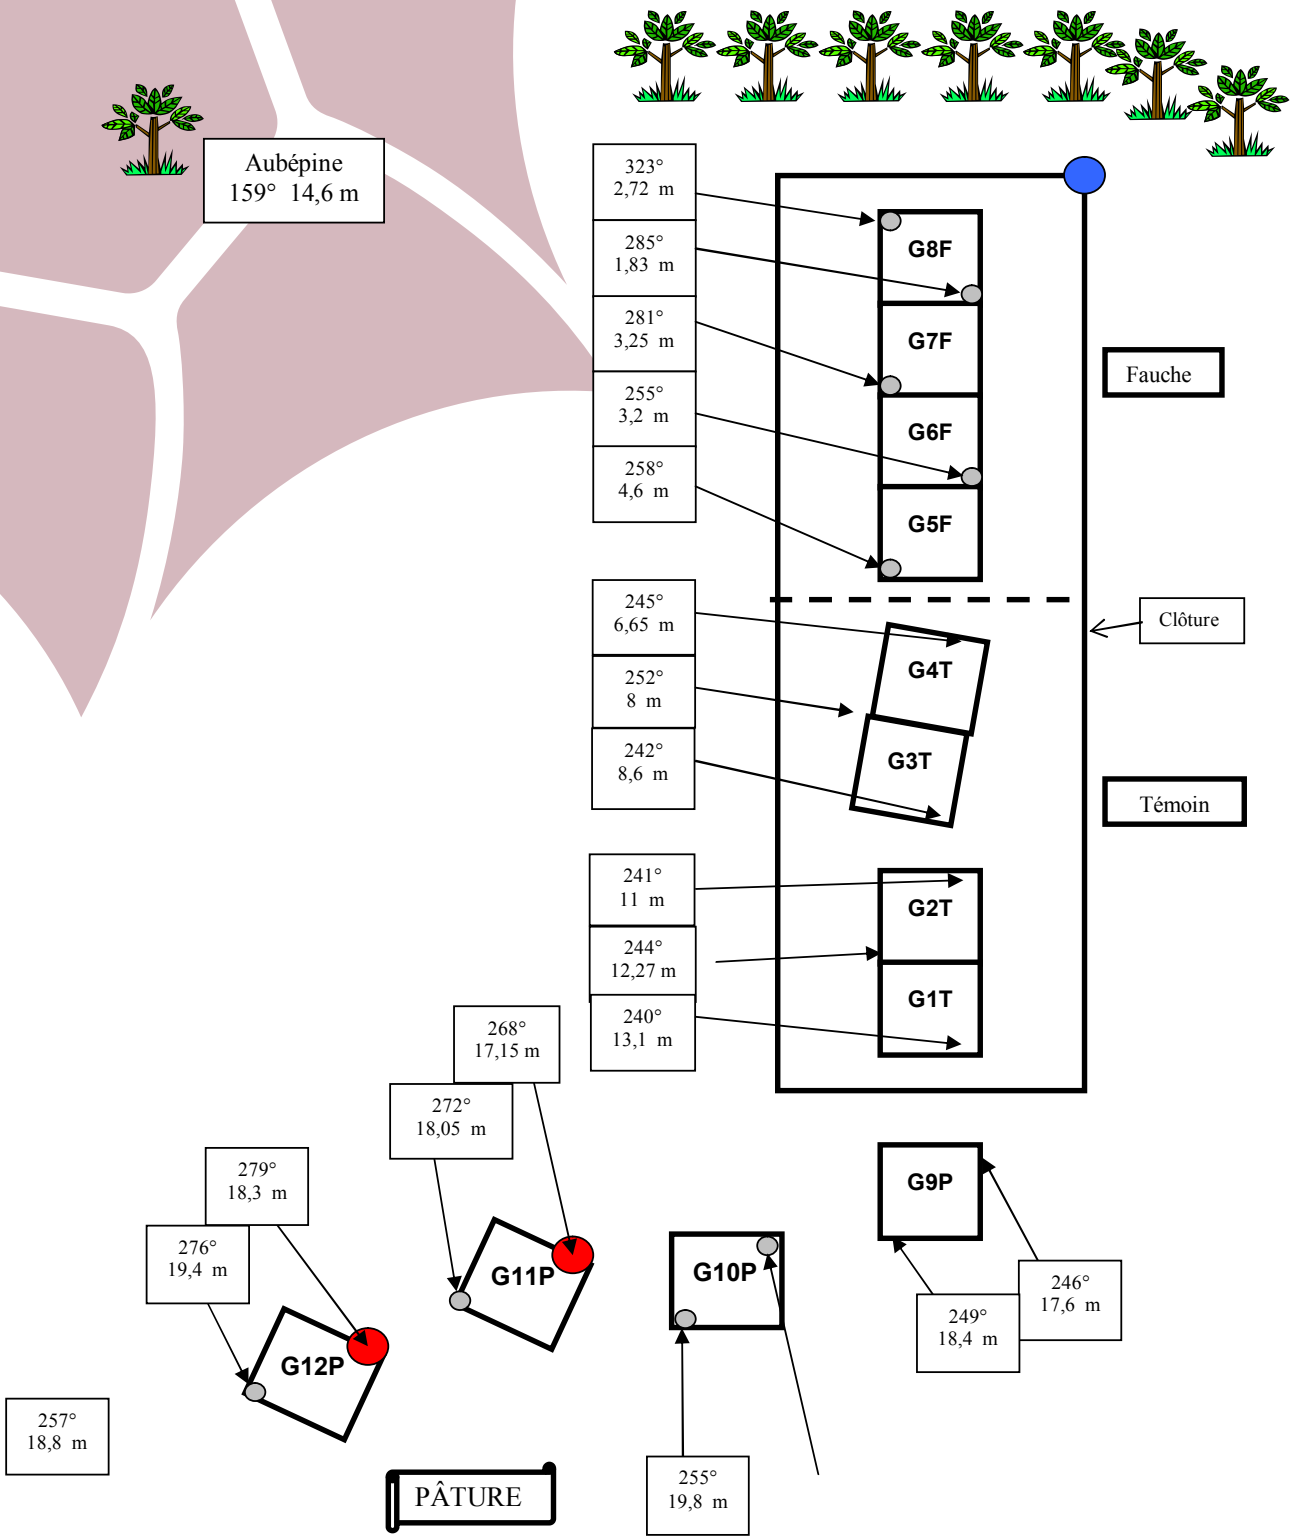 Aubépine
159° 14,6 m
323°
2,72 m
G8F
285°
1,83 m
281°
3,25 m
G7F
Fauche
255°
3,2 m
G6F
258°
4,6 m
G5F
245°
6,65 m
Clôture
G4T
252°
8 m
242°
8,6 m
G3T
Témoin
241°
11 m
G2T
244°
12,27 m
G1T
240°
13,1 m
268°
17,15 m
272°
18,05 m
279°
18,3 m
G9P
276°
19,4 m
G11P
G10P
246°
17,6 m
249°
18,4 m
G12P
257°
18,8 m
PÂTURE
255°
19,8 m